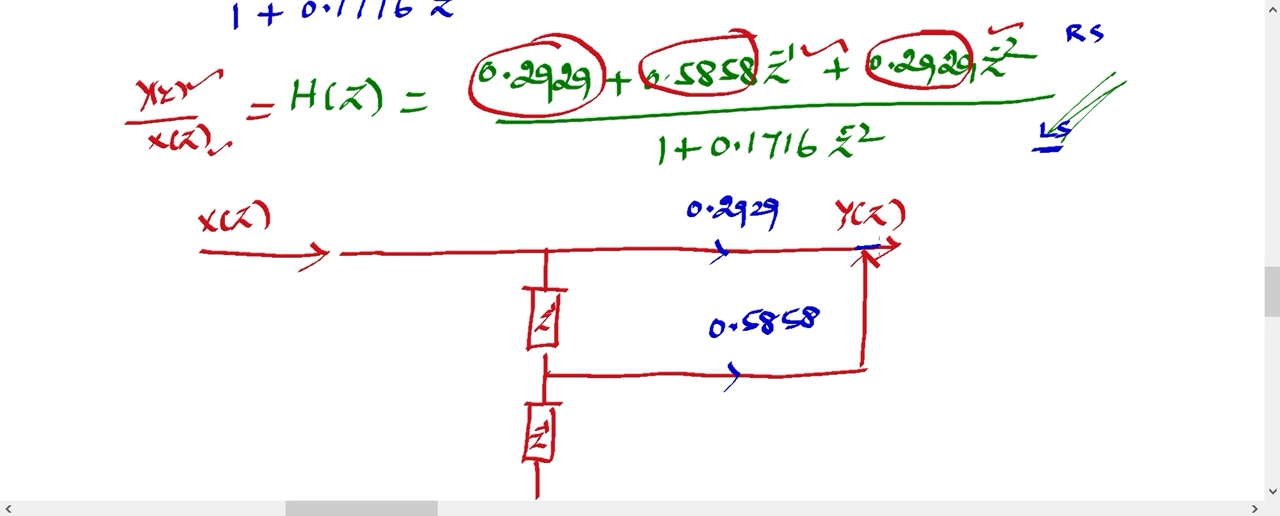 1 + 0.1716 z
Y(z)/X(z) = H(z) = 0.2929 + 0.5858 z⁻¹ + 0.2929 z⁻² RS
1 + 0.1716 z⁻² LS
X(z) 0.2929 Y(z)
z⁻¹ 0.5858
z⁻¹